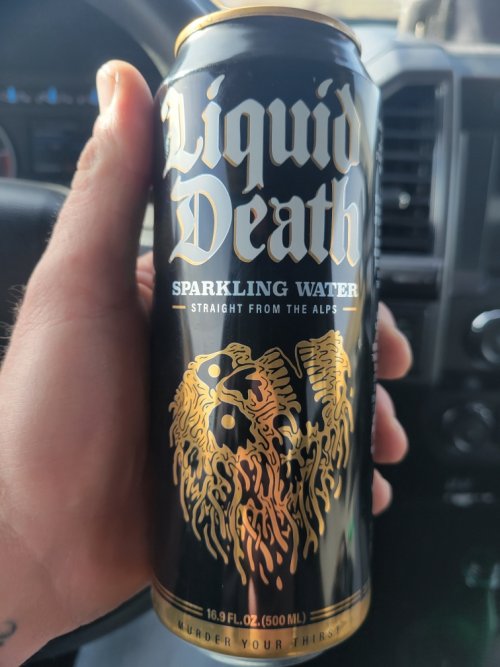 Liquid
Death
SPARKLING WATER
STRAIGHT FROM THE ALPS
16.9 FL.OZ. (500 ML)
MURDER YOUR THIRST